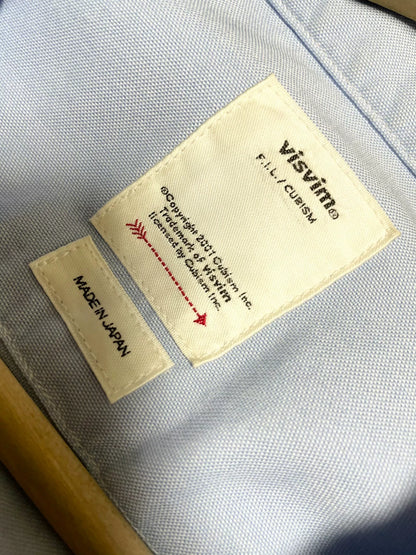 visvim®
F.I.L./CUBISM
©Copyright 2001 Cubism Inc.
Trademark of visvim
licensed by Cubism Inc.
MADE IN JAPAN